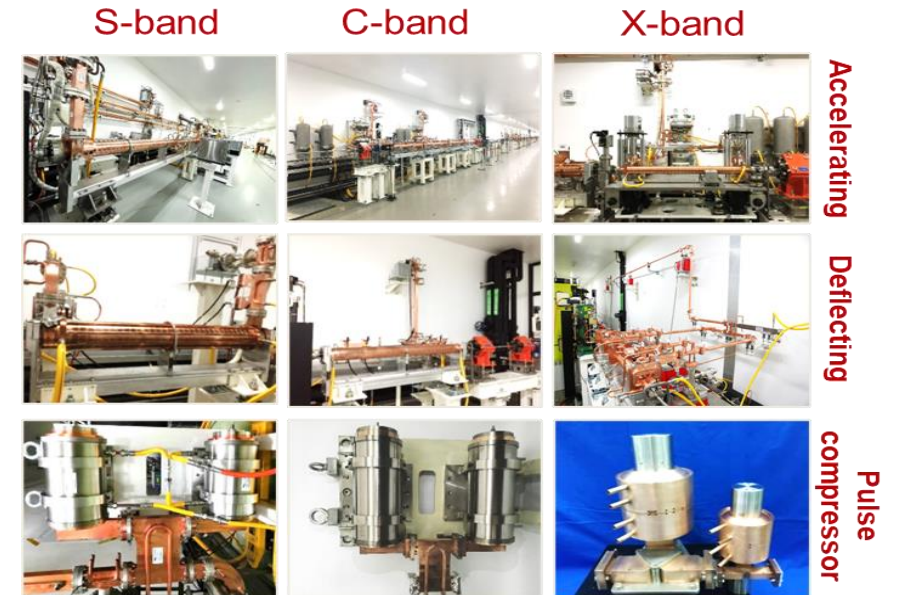 S-band
C-band
X-band
Accelerating
Deflecting
Pulse
compressor